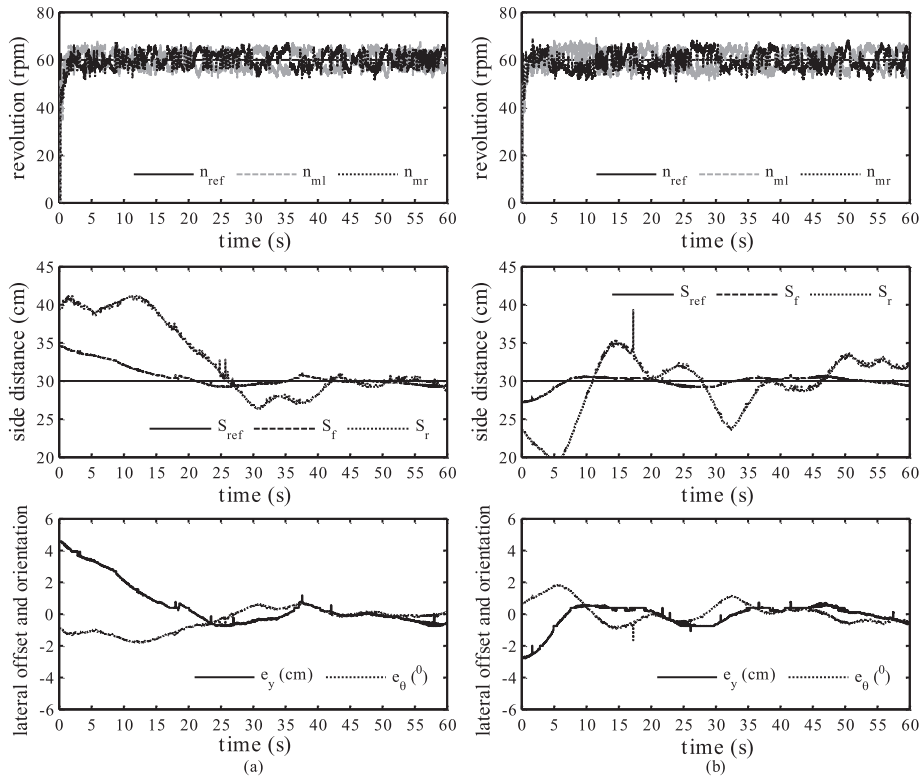 revolution (rpm)
80
60
40
20
0
n_ref n_ml n_mr
0 5 10 15 20 25 30 35 40 45 50 55 60
time (s)
revolution (rpm)
80
60
40
20
0
n_ref n_ml n_mr
0 5 10 15 20 25 30 35 40 45 50 55 60
time (s)
side distance (cm)
45
40
35
30
25
20
S_ref S_f S_r
0 5 10 15 20 25 30 35 40 45 50 55 60
time (s)
side distance (cm)
45
40
35
30
25
20
S_ref S_f S_r
0 5 10 15 20 25 30 35 40 45 50 55 60
time (s)
lateral offset and orientation
6
4
2
0
-2
-4
-6
e_y (cm) e_θ (⁰)
0 5 10 15 20 25 30 35 40 45 50 55 60
time (s)
(a)
lateral offset and orientation
6
4
2
0
-2
-4
-6
e_y (cm) e_θ (⁰)
0 5 10 15 20 25 30 35 40 45 50 55 60
time (s)
(b)